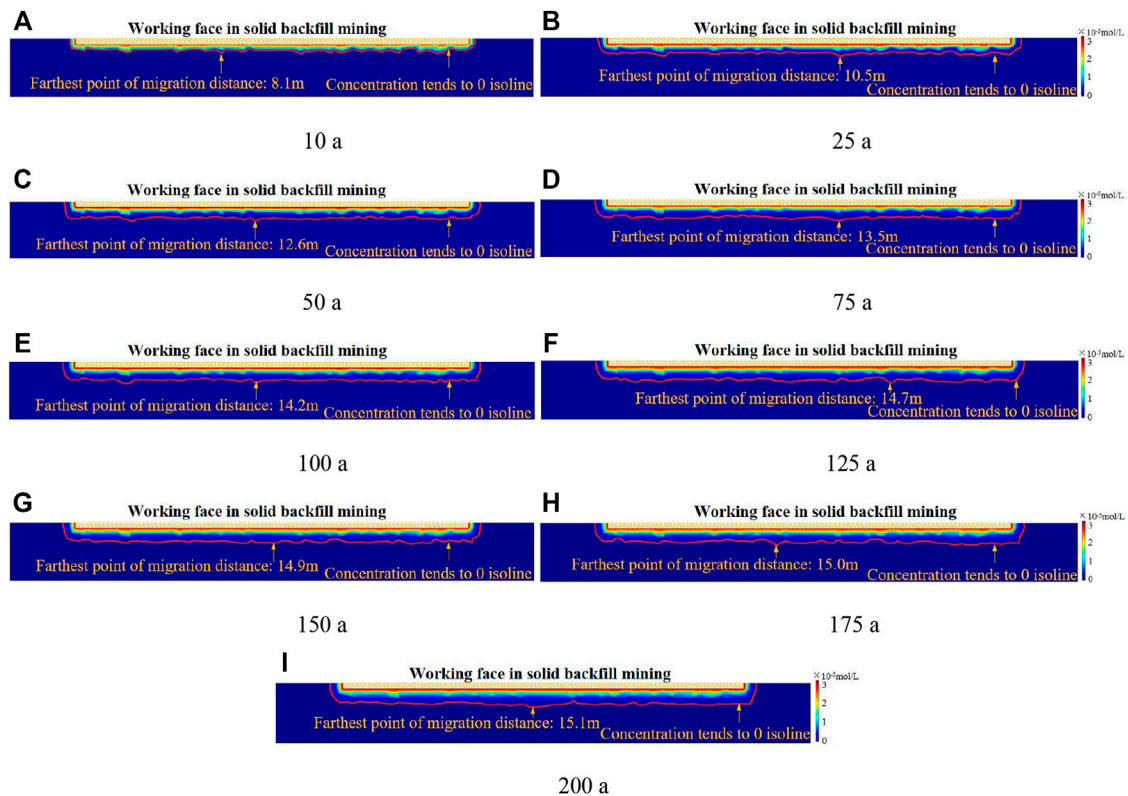 A
Working face in solid backfill mining
Farthest point of migration distance: 8.1m
Concentration tends to 0 isoline
10 a
B
Working face in solid backfill mining
×10⁻⁵mol/L
3
2
1
0
Farthest point of migration distance: 10.5m
Concentration tends to 0 isoline
25 a
C
Working face in solid backfill mining
Farthest point of migration distance: 12.6m
Concentration tends to 0 isoline
50 a
D
Working face in solid backfill mining
×10⁻⁵mol/L
3
2
1
0
Farthest point of migration distance: 13.5m
Concentration tends to 0 isoline
75 a
E
Working face in solid backfill mining
Farthest point of migration distance: 14.2m
Concentration tends to 0 isoline
100 a
F
Working face in solid backfill mining
×10⁻⁵mol/L
3
2
1
0
Farthest point of migration distance: 14.7m
Concentration tends to 0 isoline
125 a
G
Working face in solid backfill mining
Farthest point of migration distance: 14.9m
Concentration tends to 0 isoline
150 a
H
Working face in solid backfill mining
×10⁻⁵mol/L
3
2
1
0
Farthest point of migration distance: 15.0m
Concentration tends to 0 isoline
175 a
I
Working face in solid backfill mining
×10⁻⁵mol/L
3
2
1
0
Farthest point of migration distance: 15.1m
Concentration tends to 0 isoline
200 a